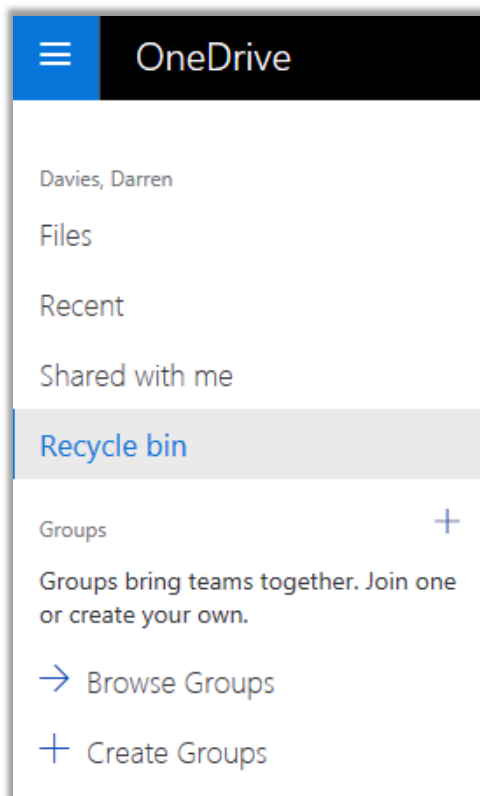 OneDrive
Davies, Darren
Files
Recent
Shared with me
Recycle bin
Groups
Groups bring teams together. Join one
or create your own.
Browse Groups
Create Groups